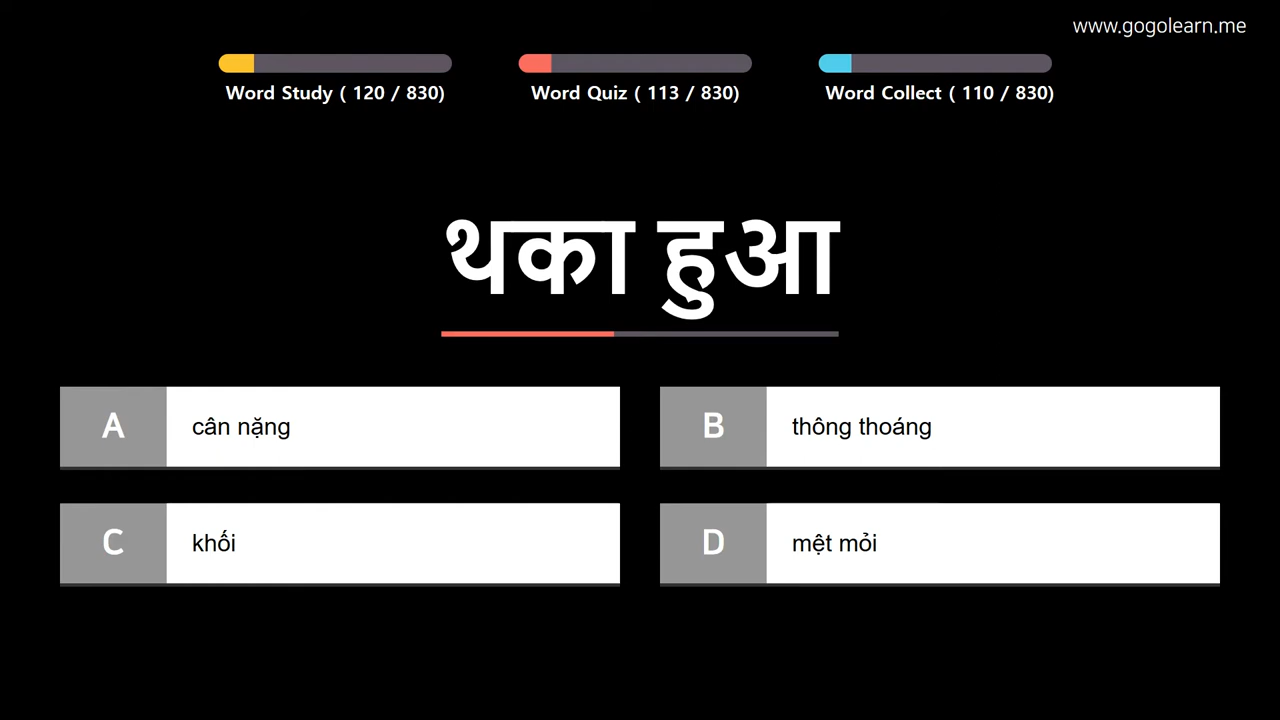 www.gogolearn.me
Word Study ( 120 / 830)
Word Quiz ( 113 / 830)
Word Collect ( 110 / 830)
थका हुआ
A cân nặng
B thông thoáng
C khối
D mệt mỏi